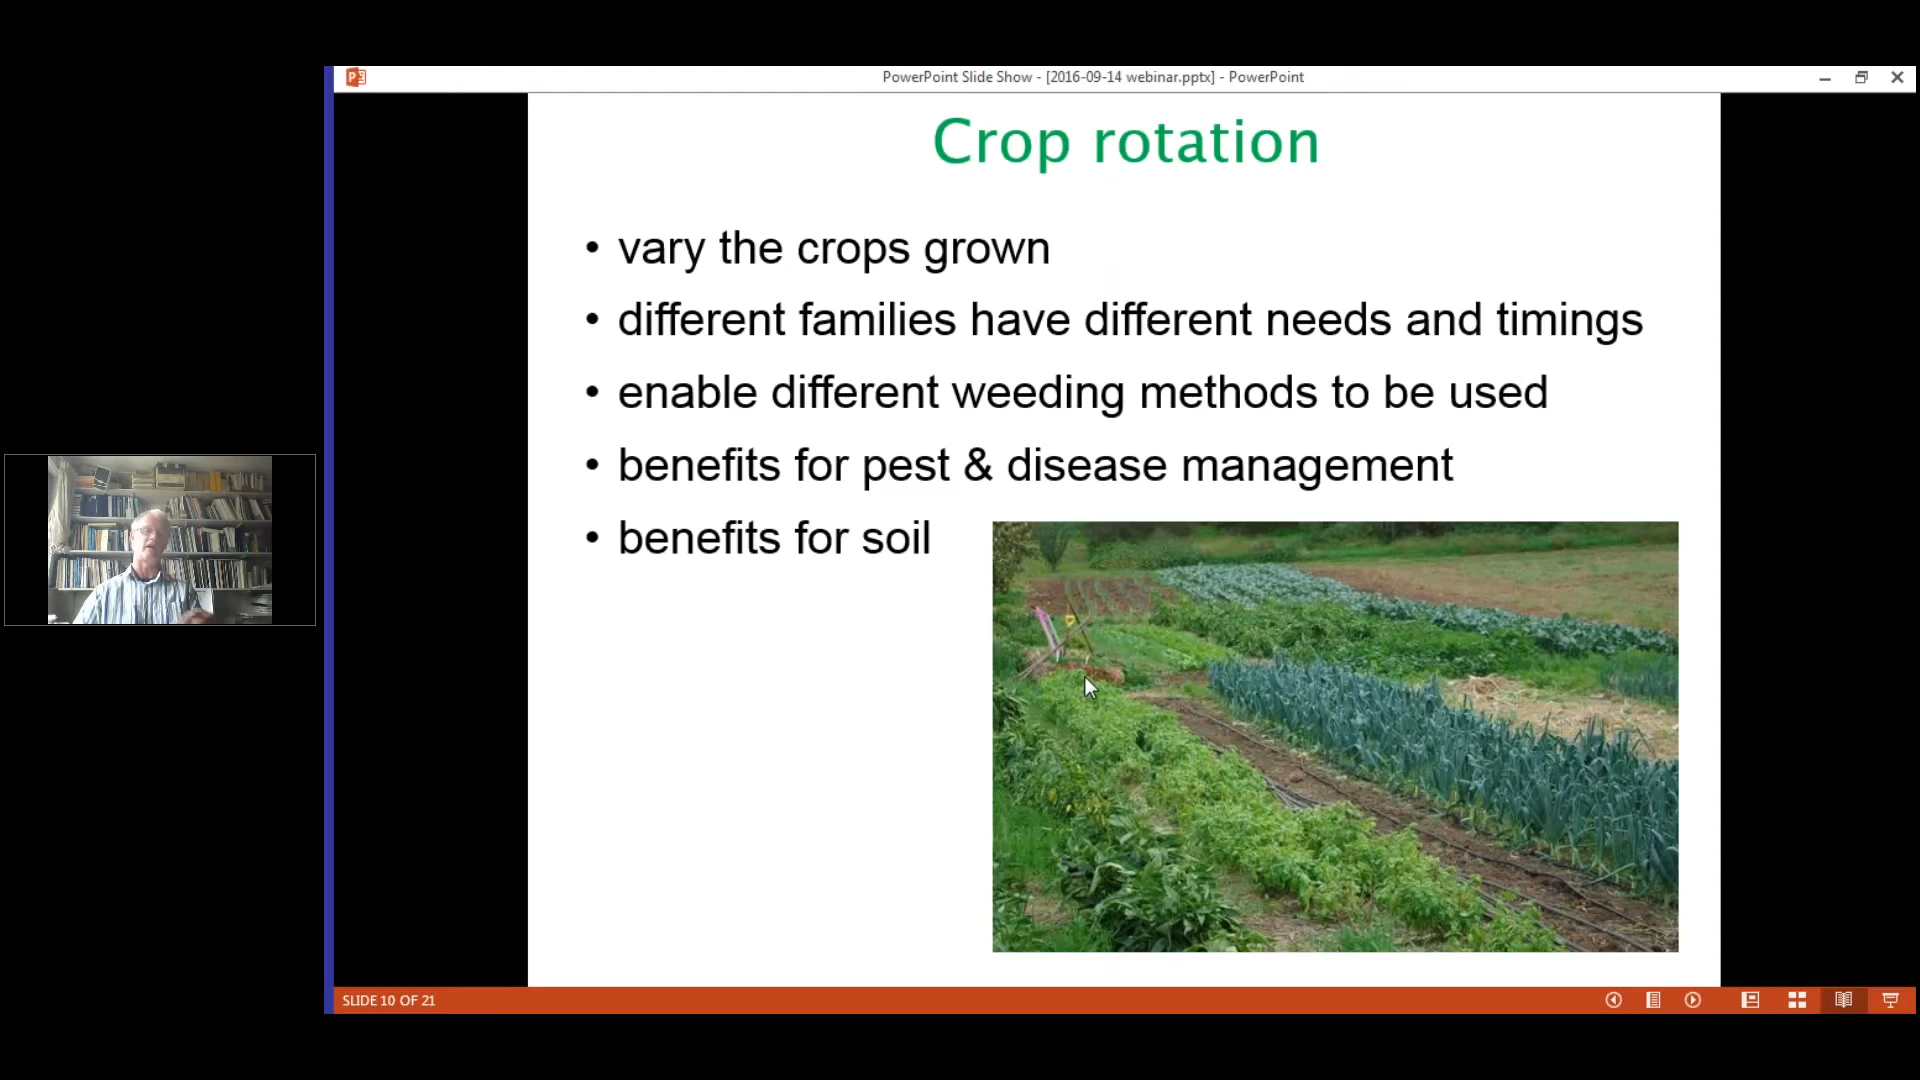 PowerPoint Slide Show - [2016-09-14 webinar.pptx] - PowerPoint
Crop rotation
• vary the crops grown
• different families have different needs and timings
• enable different weeding methods to be used
• benefits for pest & disease management
• benefits for soil
SLIDE 10 OF 21